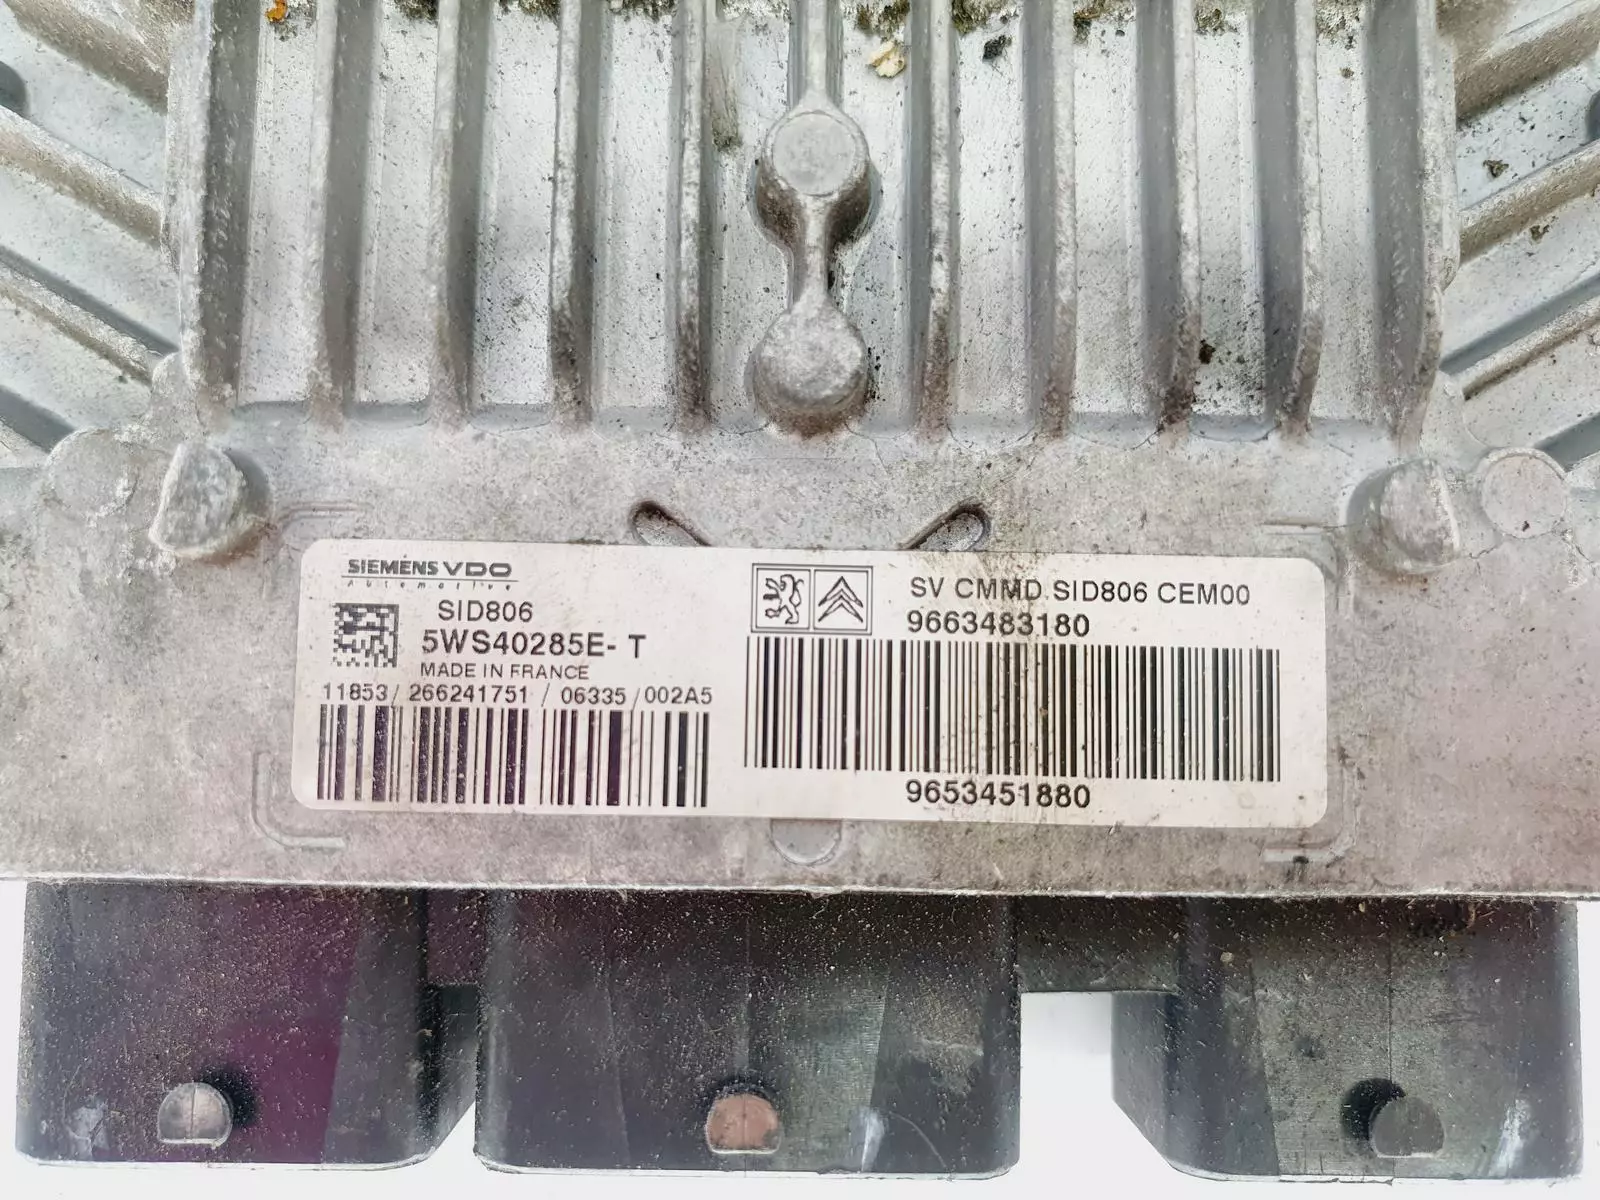 SIEMENS VDO
Automotive
SID806
5WS40285E-T
MADE IN FRANCE
11853/266241751/06335/002A5
SV CMMD.SID806 CEM00
9663483180
9653451880